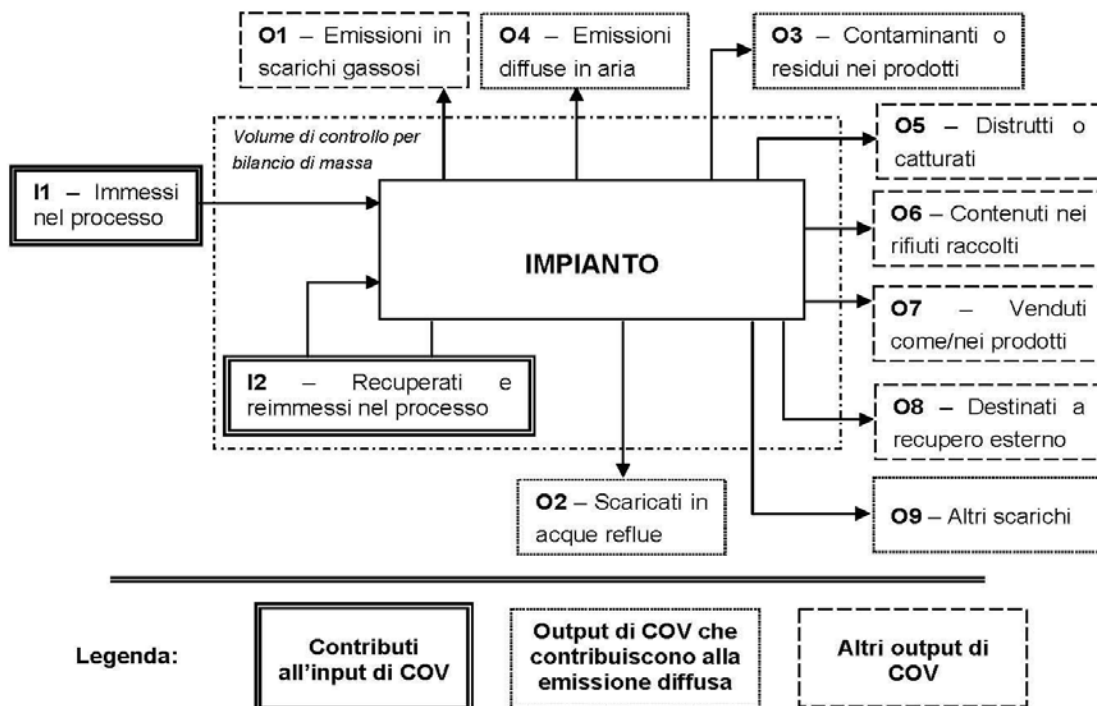 O1 – Emissioni in
scarichi gassosi
O4 – Emissioni
diffuse in aria
O3 – Contaminanti o
residui nei prodotti
Volume di controllo per
bilancio di massa
O5 – Distrutti o
catturati
I1 – Immessi
nel processo
O6 – Contenuti nei
rifiuti raccolti
IMPIANTO
O7 – Venduti
come/nei prodotti
I2 – Recuperati e
reimmessi nel processo
O8 – Destinati a
recupero esterno
O2 – Scaricati in
acque reflue
O9 – Altri scarichi
Legenda:
Contributi
all'input di COV
Output di COV che
contribuiscono alla
emissione diffusa
Altri output di
COV